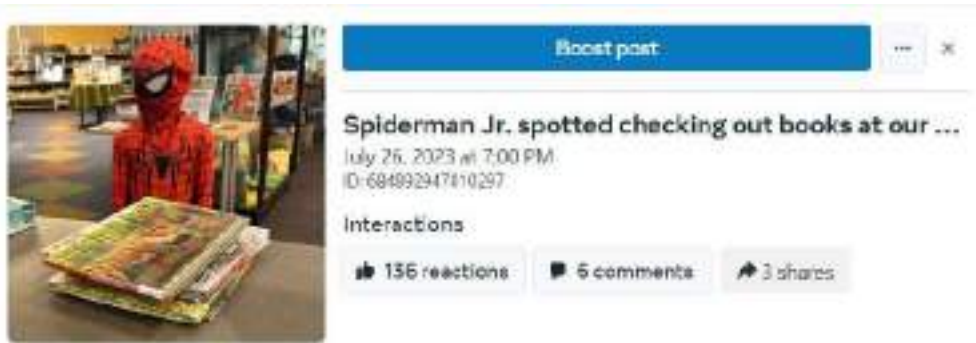 Boost post
Spiderman Jr. spotted checking out books at our ...
July 26, 2023 at 7:00 PM
ID: 684892947410297
Interactions
136 reactions
6 comments
3 shares